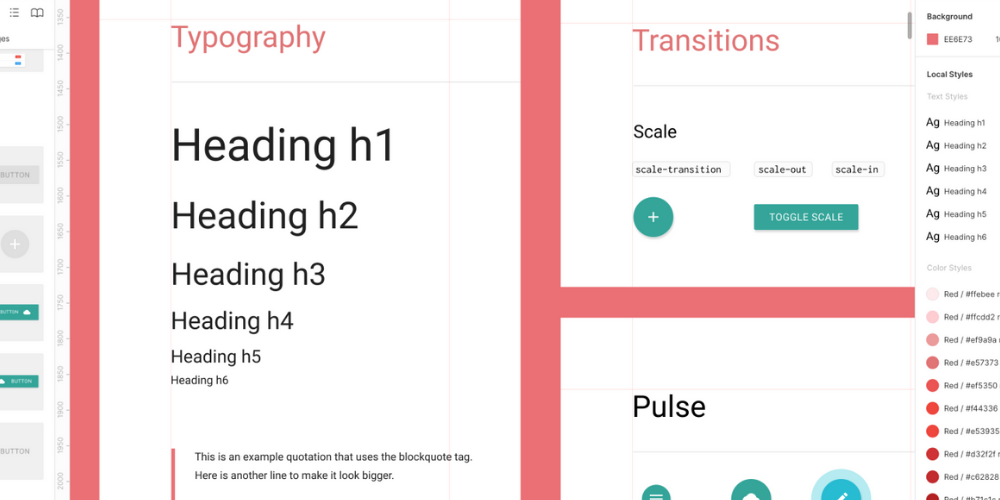 ges
BUTTON
BUTTON
BUTTON
BUTTON
1350
1400
1450
1500
1550
1600
1650
1700
1750
1800
1850
1900
1950
2000
Typography
Heading h1
Heading h2
Heading h3
Heading h4
Heading h5
Heading h6
This is an example quotation that uses the blockquote tag.
Here is another line to make it look bigger.
Transitions
Scale
scale-transition scale-out scale-in
TOGGLE SCALE
Pulse
Background
EE6E73 10
Local Styles
Text Styles
Ag Heading h1
Ag Heading h2
Ag Heading h3
Ag Heading h4
Ag Heading h5
Ag Heading h6
Color Styles
Red / #ffebee r
Red / #ffcdd2 r
Red / #ef9a9a
Red / #e57373
Red / #ef5350
Red / #f44336
Red / #e53935
Red / #d32f2f r
Red / #c62828
Red / #b71c1c